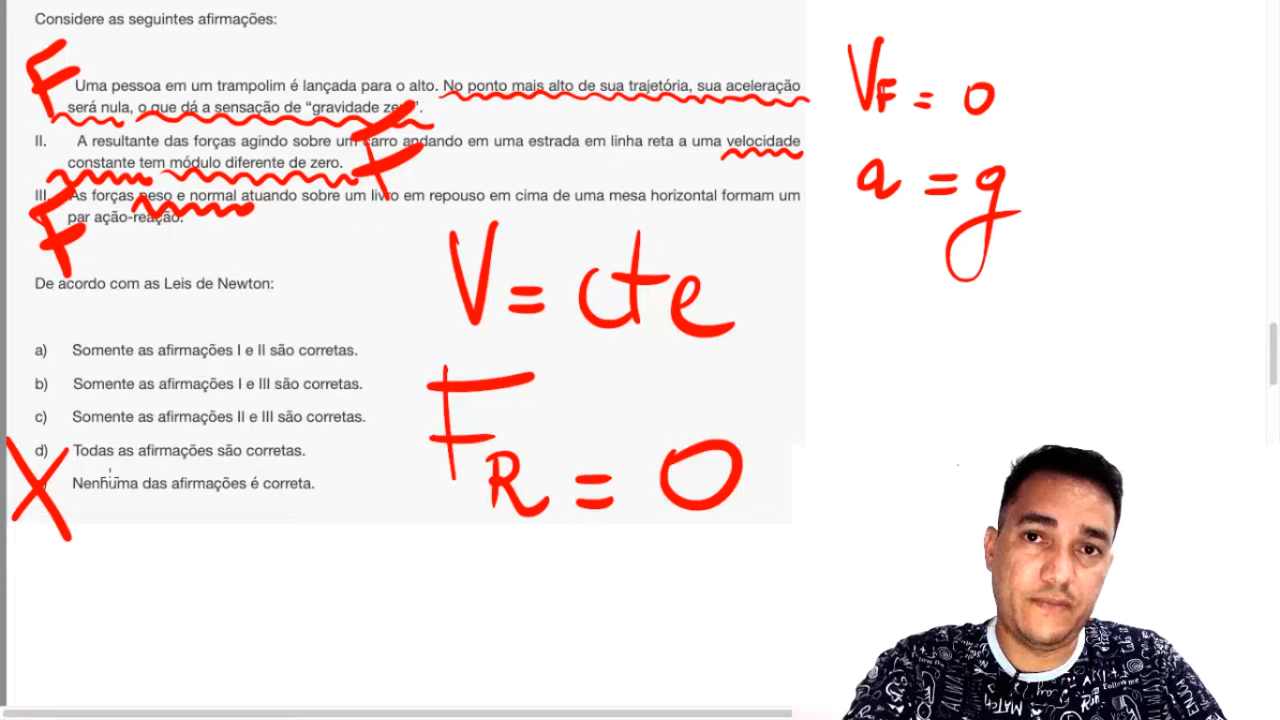 Considere as seguintes afirmações:
F
Uma pessoa em um trampolim é lançada para o alto. No ponto mais alto de sua trajetória, sua aceleração
será nula, o que dá a sensação de “gravidade zero”.
II. A resultante das forças agindo sobre um carro andando em uma estrada em linha reta a uma velocidade
constante tem módulo diferente de zero.
F
III. As forças peso e normal atuando sobre um livro em repouso em cima de uma mesa horizontal formam um
par ação-reação.
F
De acordo com as Leis de Newton:
a) Somente as afirmações I e II são corretas.
b) Somente as afirmações I e III são corretas.
c) Somente as afirmações II e III são corretas.
d) Todas as afirmações são corretas.
X
Nenhuma das afirmações é correta.
V = cte
FR = 0
VF = 0
a = g
Follow me